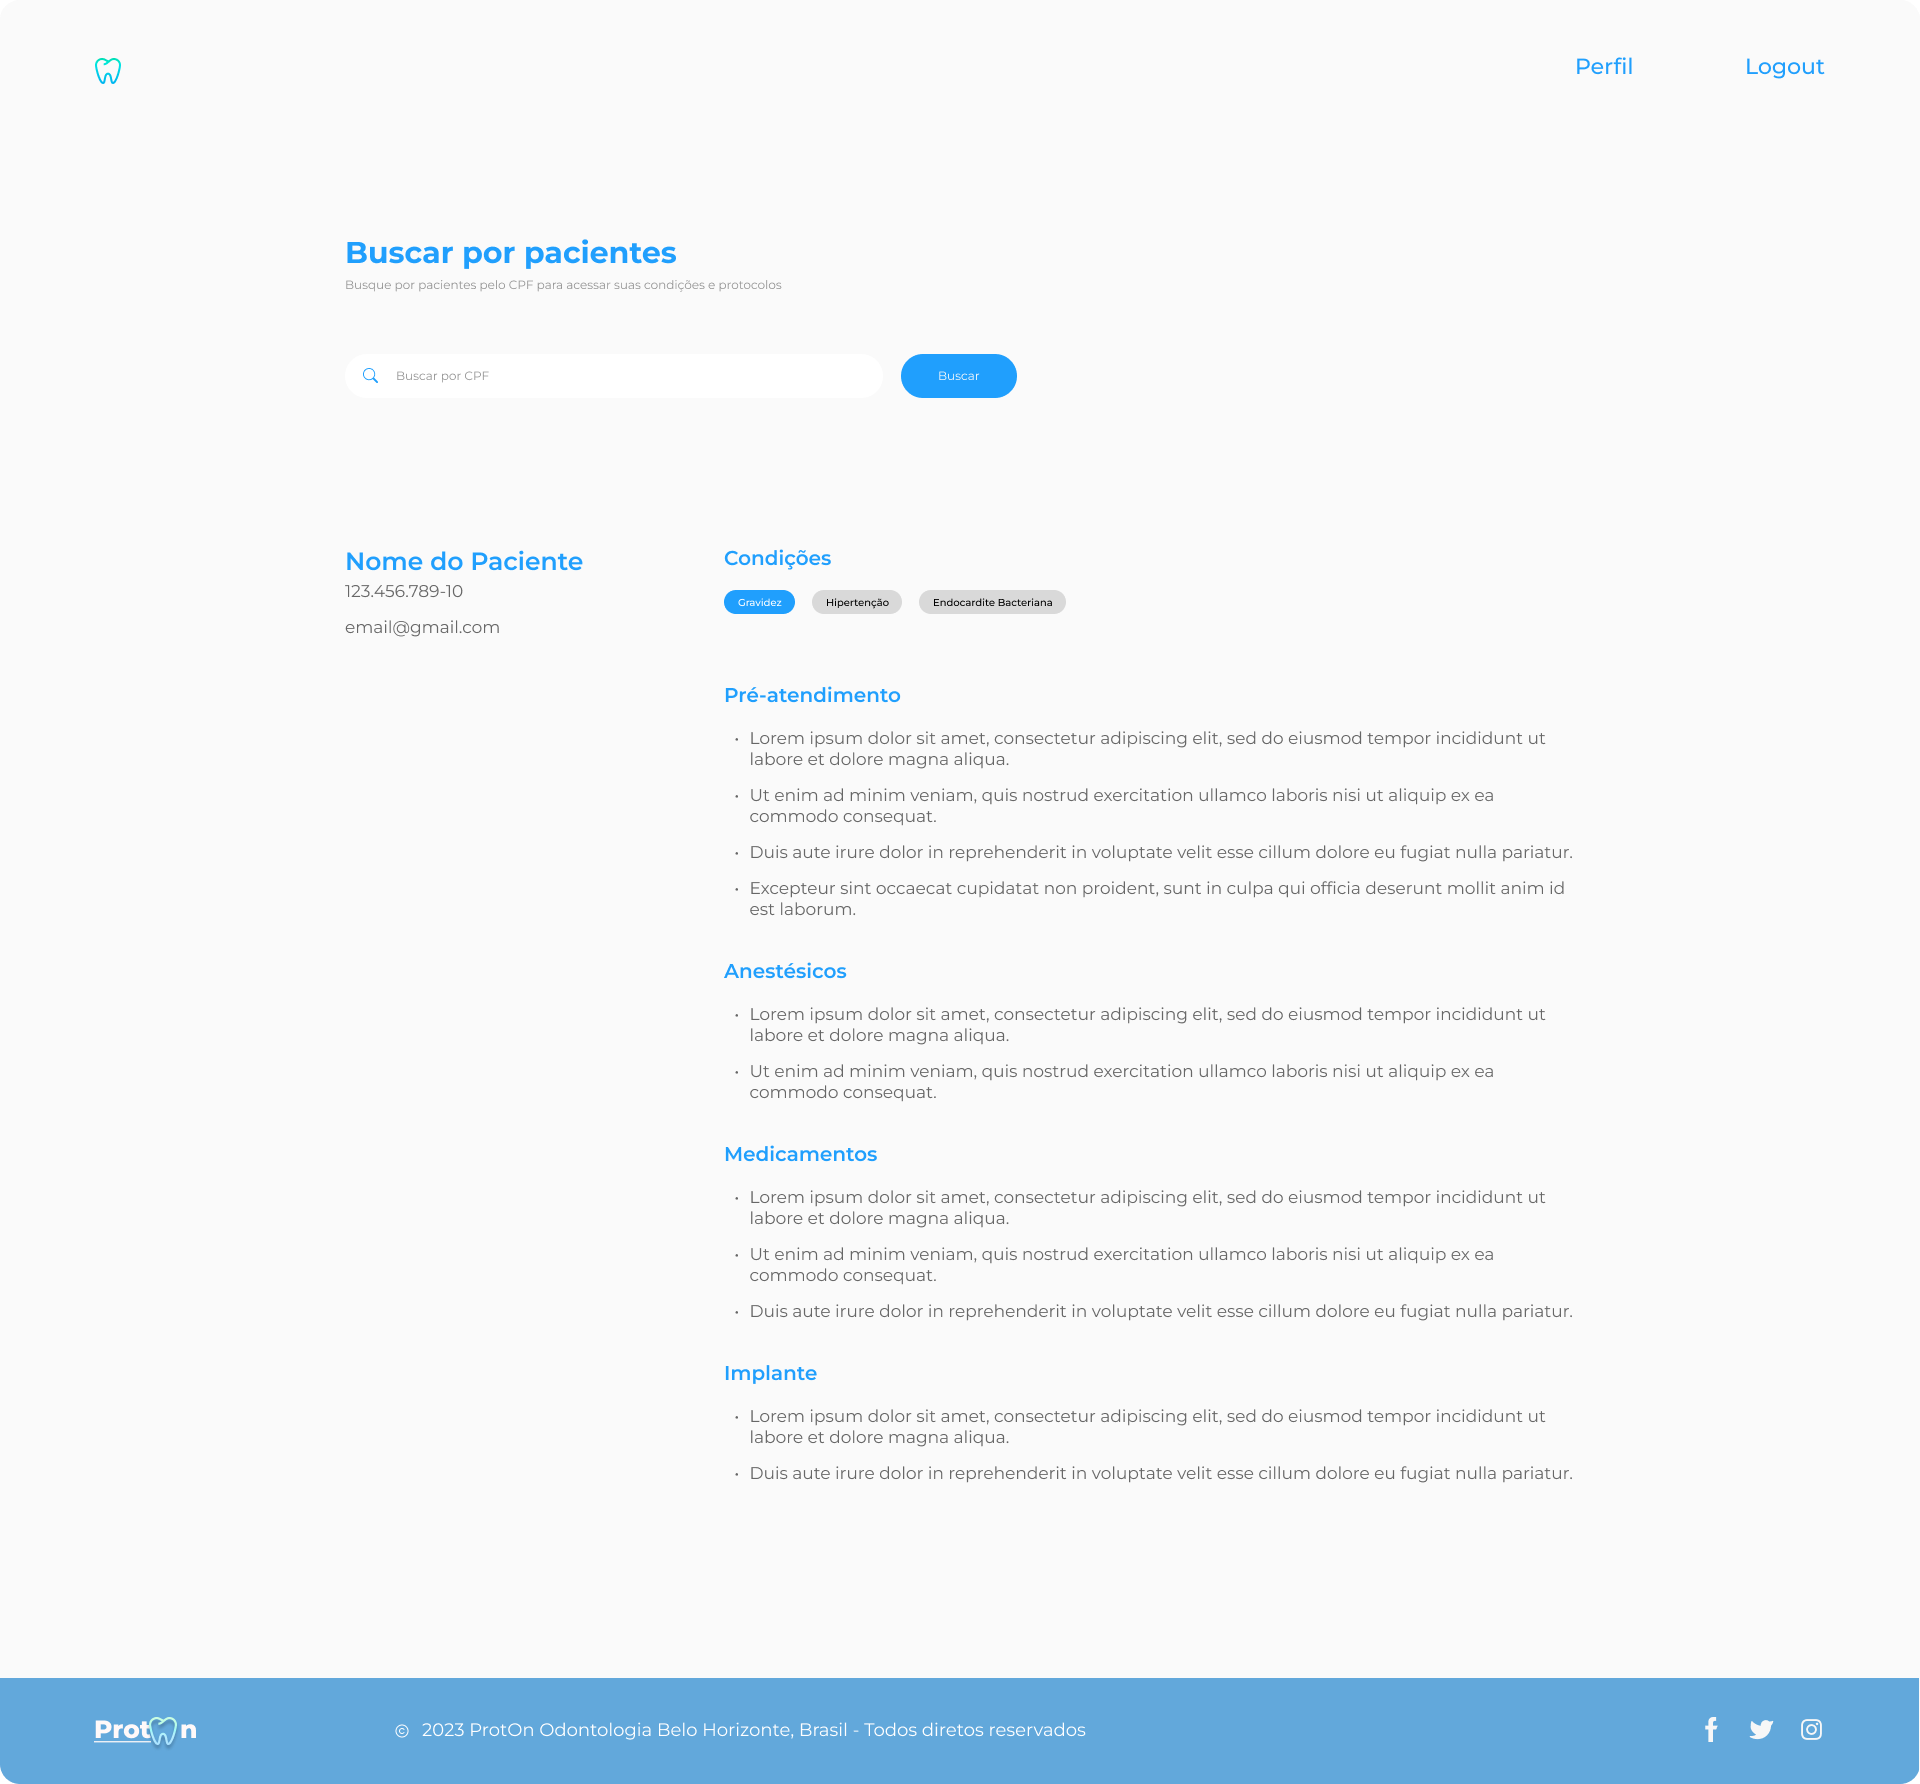 Perfil
Logout
Buscar por pacientes
Busque por pacientes pelo CPF para acessar suas condições e protocolos
Buscar por CPF
Buscar
Nome do Paciente
123.456.789-10
email@gmail.com
Condições
Gravidez
Hipertenção
Endocardite Bacteriana
Pré-atendimento
• Lorem ipsum dolor sit amet, consectetur adipiscing elit, sed do eiusmod tempor incididunt ut
labore et dolore magna aliqua.
• Ut enim ad minim veniam, quis nostrud exercitation ullamco laboris nisi ut aliquip ex ea
commodo consequat.
• Duis aute irure dolor in reprehenderit in voluptate velit esse cillum dolore eu fugiat nulla pariatur.
• Excepteur sint occaecat cupidatat non proident, sunt in culpa qui officia deserunt mollit anim id
est laborum.
Anestésicos
• Lorem ipsum dolor sit amet, consectetur adipiscing elit, sed do eiusmod tempor incididunt ut
labore et dolore magna aliqua.
• Ut enim ad minim veniam, quis nostrud exercitation ullamco laboris nisi ut aliquip ex ea
commodo consequat.
Medicamentos
• Lorem ipsum dolor sit amet, consectetur adipiscing elit, sed do eiusmod tempor incididunt ut
labore et dolore magna aliqua.
• Ut enim ad minim veniam, quis nostrud exercitation ullamco laboris nisi ut aliquip ex ea
commodo consequat.
• Duis aute irure dolor in reprehenderit in voluptate velit esse cillum dolore eu fugiat nulla pariatur.
Implante
• Lorem ipsum dolor sit amet, consectetur adipiscing elit, sed do eiusmod tempor incididunt ut
labore et dolore magna aliqua.
• Duis aute irure dolor in reprehenderit in voluptate velit esse cillum dolore eu fugiat nulla pariatur.
ProtOn
© 2023 ProtOn Odontologia Belo Horizonte, Brasil - Todos diretos reservados